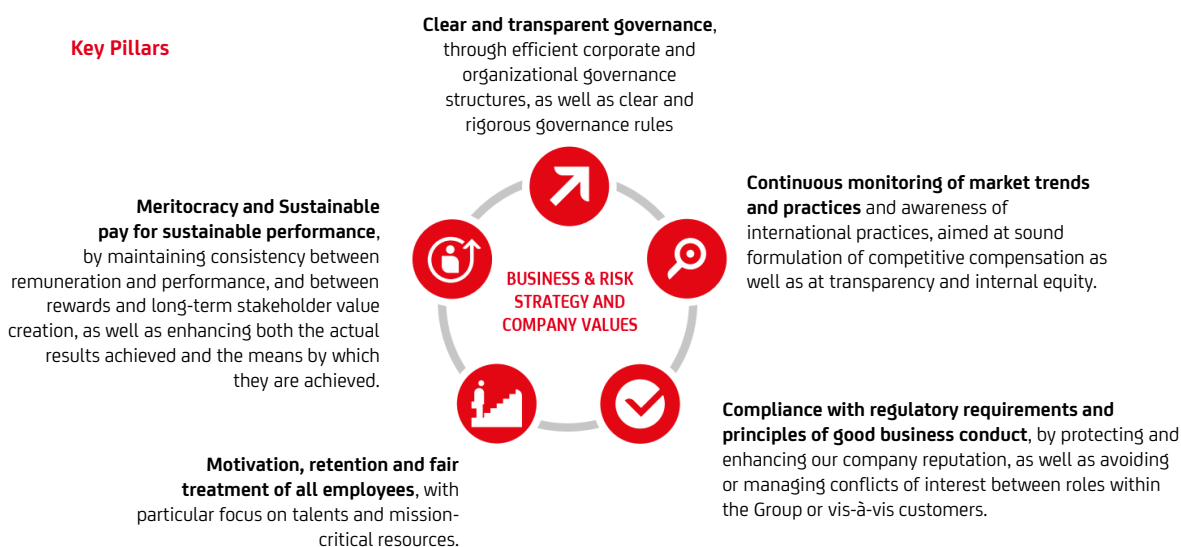 Key Pillars
Clear and transparent governance,
through efficient corporate and
organizational governance
structures, as well as clear and
rigorous governance rules
Continuous monitoring of market trends
and practices and awareness of
international practices, aimed at sound
formulation of competitive compensation as
well as at transparency and internal equity.
Compliance with regulatory requirements and
principles of good business conduct, by protecting and
enhancing our company reputation, as well as avoiding
or managing conflicts of interest between roles within
the Group or vis-à-vis customers.
Motivation, retention and fair
treatment of all employees, with
particular focus on talents and mission-
critical resources.
Meritocracy and Sustainable
pay for sustainable performance,
by maintaining consistency between
remuneration and performance, and between
rewards and long-term stakeholder value
creation, as well as enhancing both the actual
results achieved and the means by which
they are achieved.
BUSINESS & RISK
STRATEGY AND
COMPANY VALUES